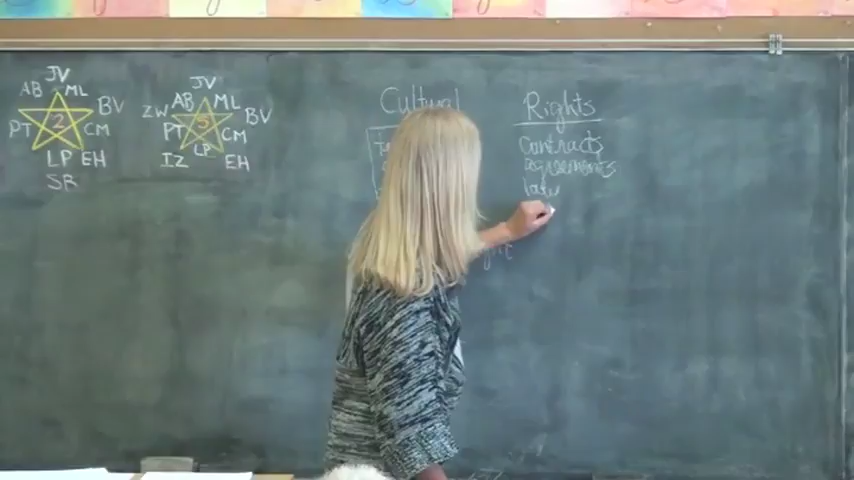 JV
AB ML
BV
2
PT CM
LP EH
SR
JV
AB ML
ZW BV
5
PT CM
LP
IZ EH
Cultural
Rights
Contracts
agreements
law